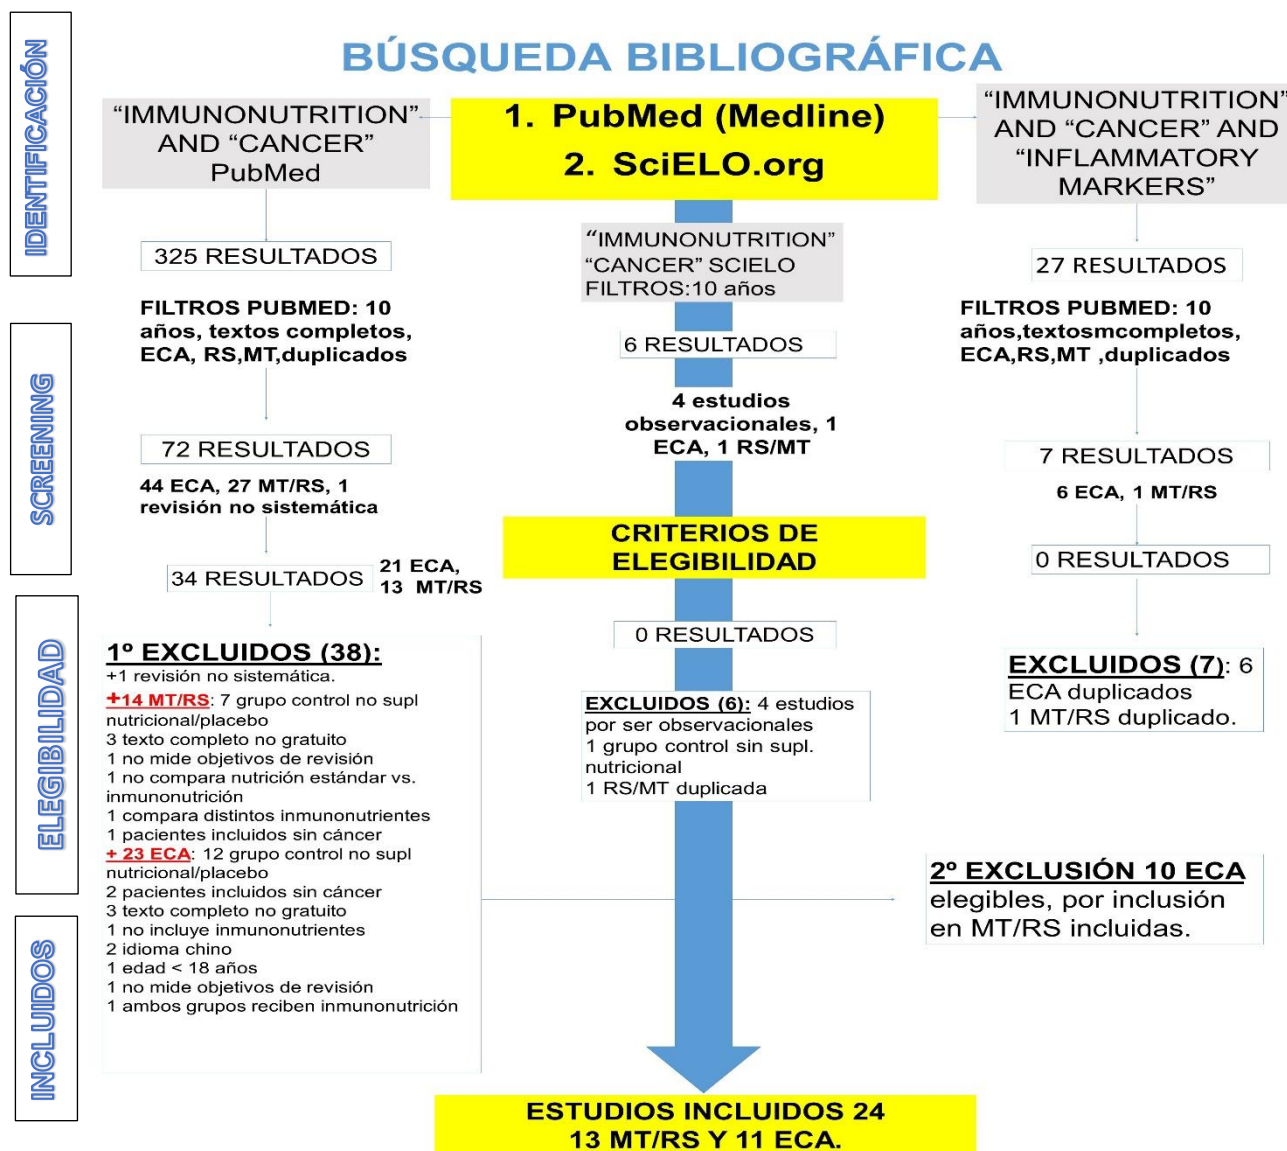 BÚSQUEDA BIBLIOGRÁFICA
IDENTIFICACIÓN
“IMMUNONUTRITION”
AND “CANCER”
PubMed
1. PubMed (Medline)
2. SciELO.org
“IMMUNONUTRITION”
AND “CANCER” AND
“INFLAMMATORY
MARKERS”
325 RESULTADOS
“IMMUNONUTRITION”
“CANCER” SCIELO
FILTROS:10 años
27 RESULTADOS
SCREENING
FILTROS PUBMED: 10
años, textos completos,
ECA, RS,MT,duplicados
6 RESULTADOS
FILTROS PUBMED: 10
años,textosmcompletos,
ECA,RS,MT ,duplicados
4 estudios
observacionales, 1
ECA, 1 RS/MT
72 RESULTADOS
44 ECA, 27 MT/RS, 1
revisión no sistemática
7 RESULTADOS
6 ECA, 1 MT/RS
CRITERIOS DE
ELEGIBILIDAD
34 RESULTADOS
21 ECA,
13 MT/RS
0 RESULTADOS
ELEGIBILIDAD
0 RESULTADOS
1º EXCLUIDOS (38):
+1 revisión no sistemática.
+14 MT/RS: 7 grupo control no supl
nutricional/placebo
3 texto completo no gratuito
1 no mide objetivos de revisión
1 no compara nutrición estándar vs.
inmunonutrición
1 compara distintos inmunonutrientes
1 pacientes incluidos sin cáncer
+ 23 ECA: 12 grupo control no supl
nutricional/placebo
2 pacientes incluidos sin cáncer
3 texto completo no gratuito
1 no incluye inmunonutrientes
2 idioma chino
1 edad < 18 años
1 no mide objetivos de revisión
1 ambos grupos reciben inmunonutrición
EXCLUIDOS (6): 4 estudios
por ser observacionales
1 grupo control sin supl.
nutricional
1 RS/MT duplicada
EXCLUIDOS (7): 6
ECA duplicados
1 MT/RS duplicado.
2º EXCLUSIÓN 10 ECA
elegibles, por inclusión
en MT/RS incluidas.
INCLUIDOS
ESTUDIOS INCLUIDOS 24
13 MT/RS Y 11 ECA.